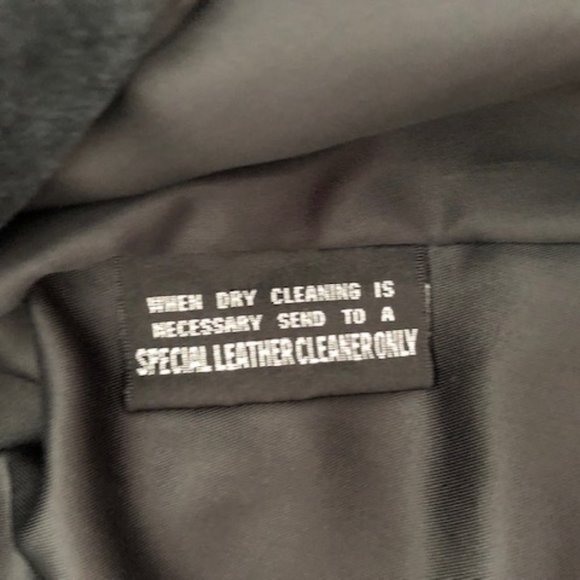 WHEN DRY CLEANING IS
NECESSARY SEND TO A
SPECIAL LEATHER CLEANER ONLY